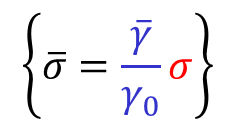 {σ̄ = γ̄/γ₀ σ}